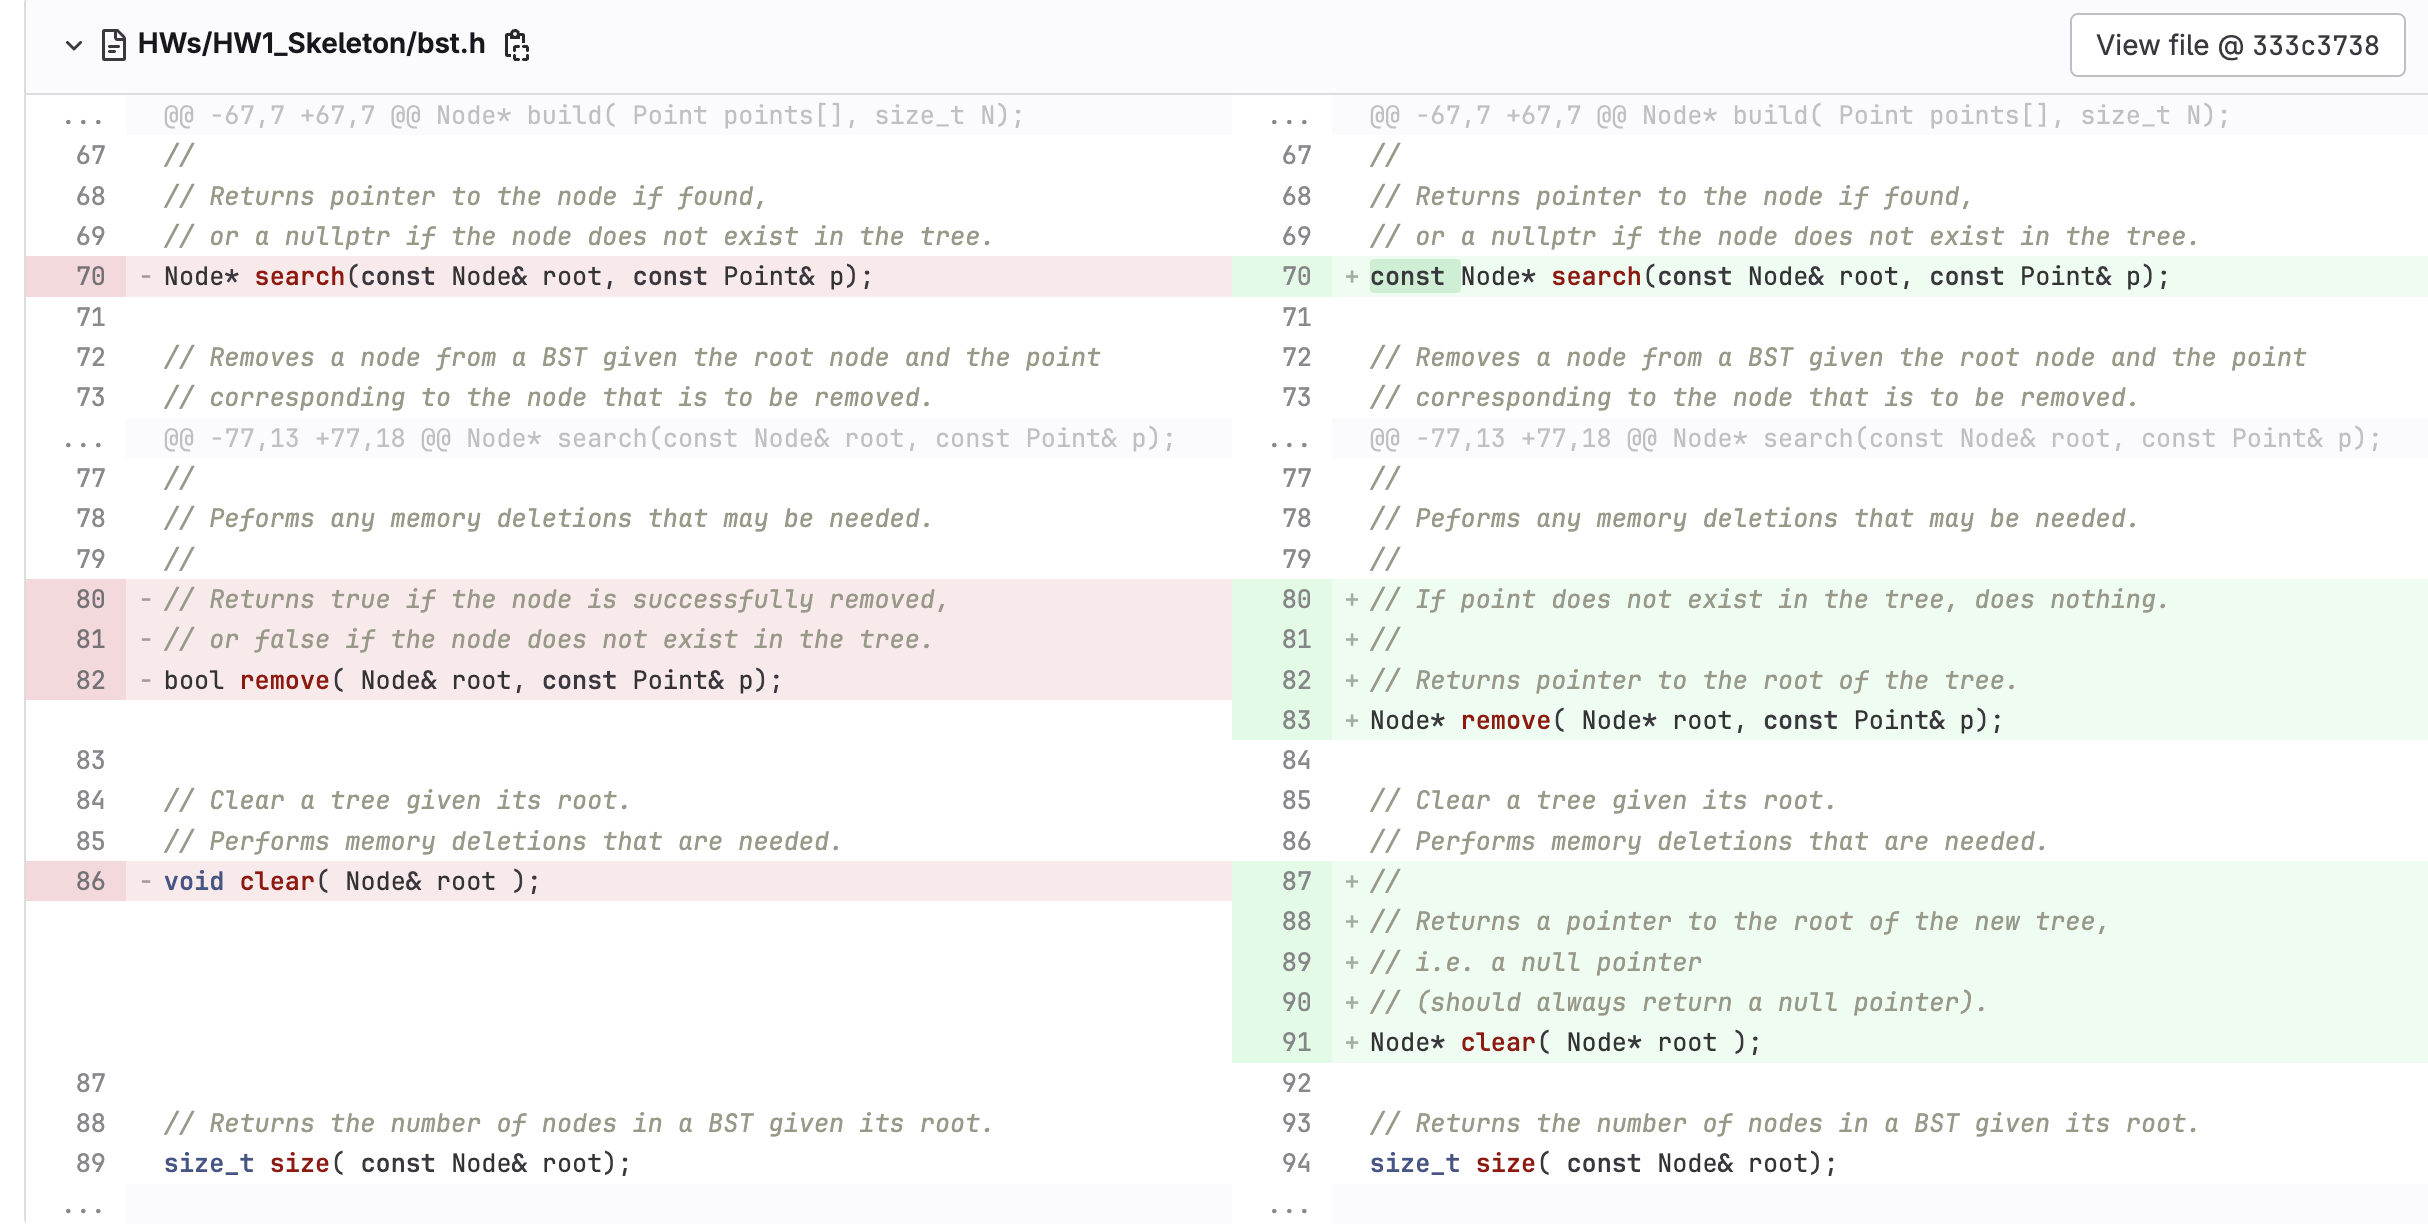 HWs/HW1_Skeleton/bst.h
View file @ 333c3738
... @@ -67,7 +67,7 @@ Node* build( Point points[], size_t N);
67 //
68 // Returns pointer to the node if found,
69 // or a nullptr if the node does not exist in the tree.
70 - Node* search(const Node& root, const Point& p);
71
72 // Removes a node from a BST given the root node and the point
73 // corresponding to the node that is to be removed.
... @@ -77,13 +77,18 @@ Node* search(const Node& root, const Point& p);
77 //
78 // Peforms any memory deletions that may be needed.
79 //
80 - // Returns true if the node is successfully removed,
81 - // or false if the node does not exist in the tree.
82 - bool remove( Node& root, const Point& p);
83
84 // Clear a tree given its root.
85 // Performs memory deletions that are needed.
86 - void clear( Node& root );
87
88 // Returns the number of nodes in a BST given its root.
89 size_t size( const Node& root);
...
... @@ -67,7 +67,7 @@ Node* build( Point points[], size_t N);
67 //
68 // Returns pointer to the node if found,
69 // or a nullptr if the node does not exist in the tree.
70 + const Node* search(const Node& root, const Point& p);
71
72 // Removes a node from a BST given the root node and the point
73 // corresponding to the node that is to be removed.
... @@ -77,13 +77,18 @@ Node* search(const Node& root, const Point& p);
77 //
78 // Peforms any memory deletions that may be needed.
79 //
80 + // If point does not exist in the tree, does nothing.
81 + //
82 + // Returns pointer to the root of the tree.
83 + Node* remove( Node* root, const Point& p);
84
85 // Clear a tree given its root.
86 // Performs memory deletions that are needed.
87 + //
88 + // Returns a pointer to the root of the new tree,
89 + // i.e. a null pointer
90 + // (should always return a null pointer).
91 + Node* clear( Node* root );
92
93 // Returns the number of nodes in a BST given its root.
94 size_t size( const Node& root);
...